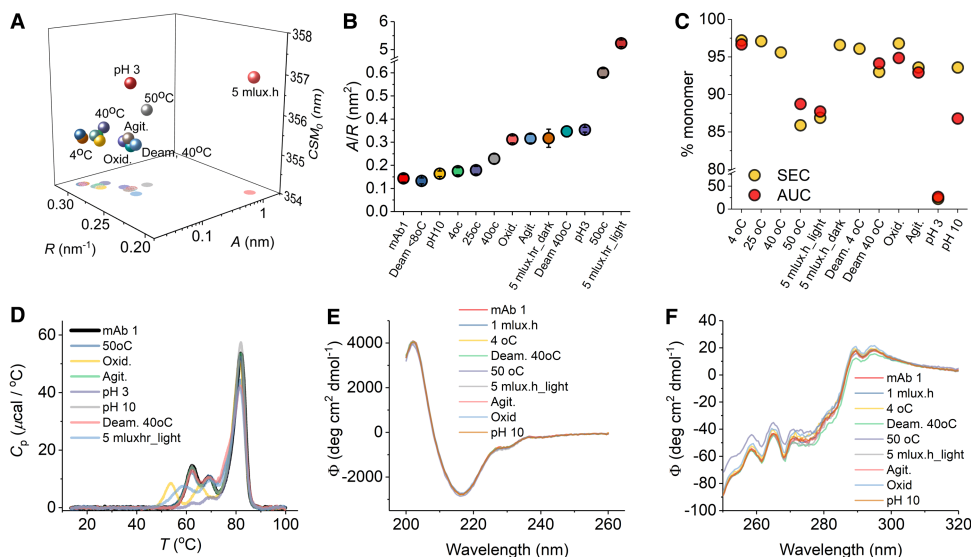 A
pH 3
50oC
5 mlux.h
40oC
Agit.
4oC
Oxid.
Deam. 40oC
358
357
356
355
354
CSM0 (nm)
0.30
0.25
0.20
R (nm-1)
0.1
1
A (nm)
B
6
5
0.6
0.5
0.4
0.3
0.2
0.1
0.0
A/R (nm2)
mAb1
Deam <8oC
pH10
4oc
25oc
40oc
Oxid.
Agit.
5 mlux.hr_dark
Deam 40oC
pH3
50oc
5 mlux.hr_light
C
95
90
85
50
25
0
% monomer
SEC
AUC
4 oC
25 oC
40 oC
50 oC
5 mlux.h_light
5 mlux.h_dark
Deam. 4 oC
Deam 40 oC
Oxid.
Agit.
pH 3
pH 10
D
mAb 1
50oC
Oxid.
Agit.
pH 3
pH 10
Deam. 40oC
5 mluxhr_light
60
40
20
0
Cp (μcal / oC)
20
40
60
80
100
T (oC)
E
mAb 1
1 mlux.h
4 oC
Deam. 40oC
50 oC
5 mlux.h_light
Agit.
Oxid
pH 10
4000
2000
0
-2000
Φ (deg cm2 dmol-1)
200
220
240
260
Wavelength (nm)
F
mAb 1
1 mlux.h
4 oC
Deam. 40oC
50 oC
5 mlux.h_light
Agit.
Oxid
pH 10
40
20
0
-20
-40
-60
-80
-100
Φ (deg cm2 dmol-1)
260
280
300
320
Wavelength (nm)